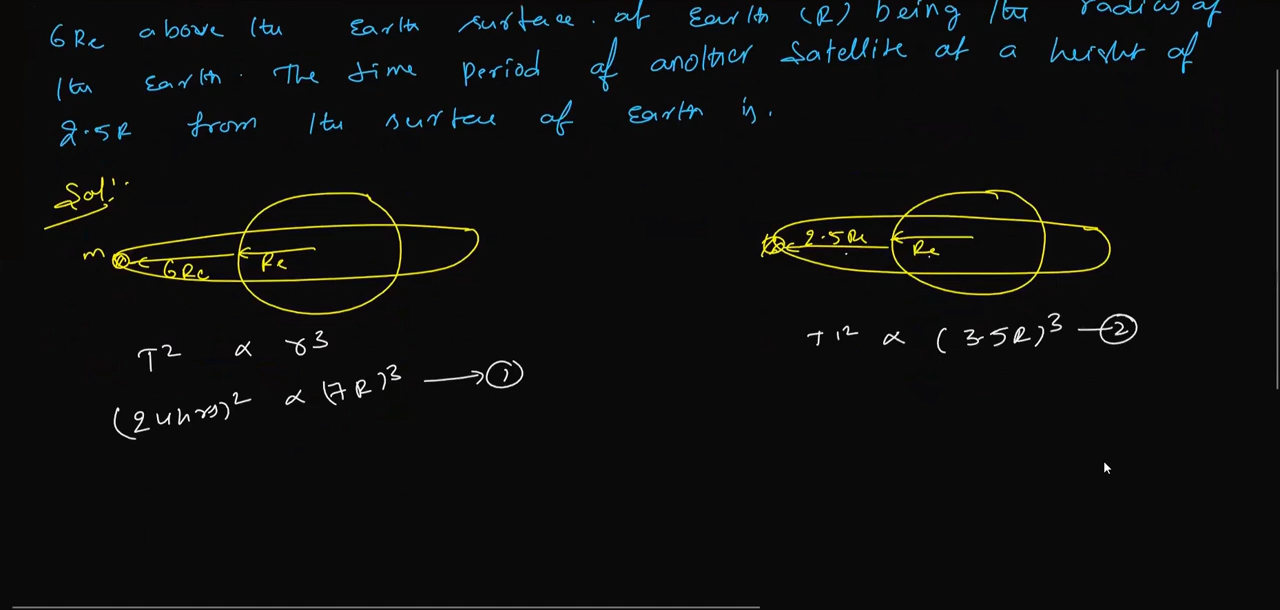 6Re above the Earth surface. of Earth (R) being the radius of
the Earth. The time period of another satellite at a height of
2.5R from the surface of Earth is.
Sol:
m 6Re Re
2.5Re Re
T² ∝ r³
T1² ∝ (3.5R)³ — ②
(24hrs)² ∝ (7R)³ → ①